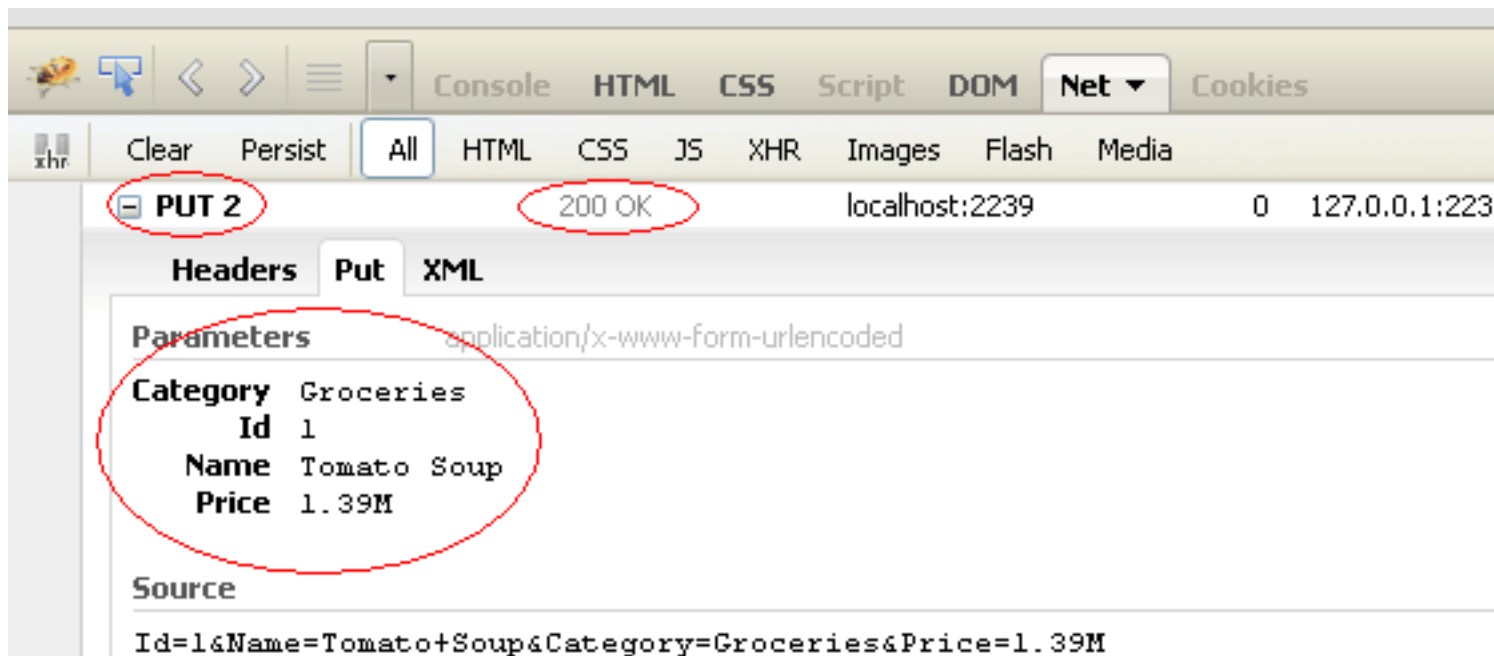 Console HTML CSS Script DOM Net Cookies
xhr Clear Persist All HTML CSS JS XHR Images Flash Media
PUT 2 200 OK localhost:2239 0 127.0.0.1:223
Headers Put XML
Parameters application/x-www-form-urlencoded
Category Groceries
Id 1
Name Tomato Soup
Price 1.39M
Source
Id=1&Name=Tomato+Soup&Category=Groceries&Price=1.39M